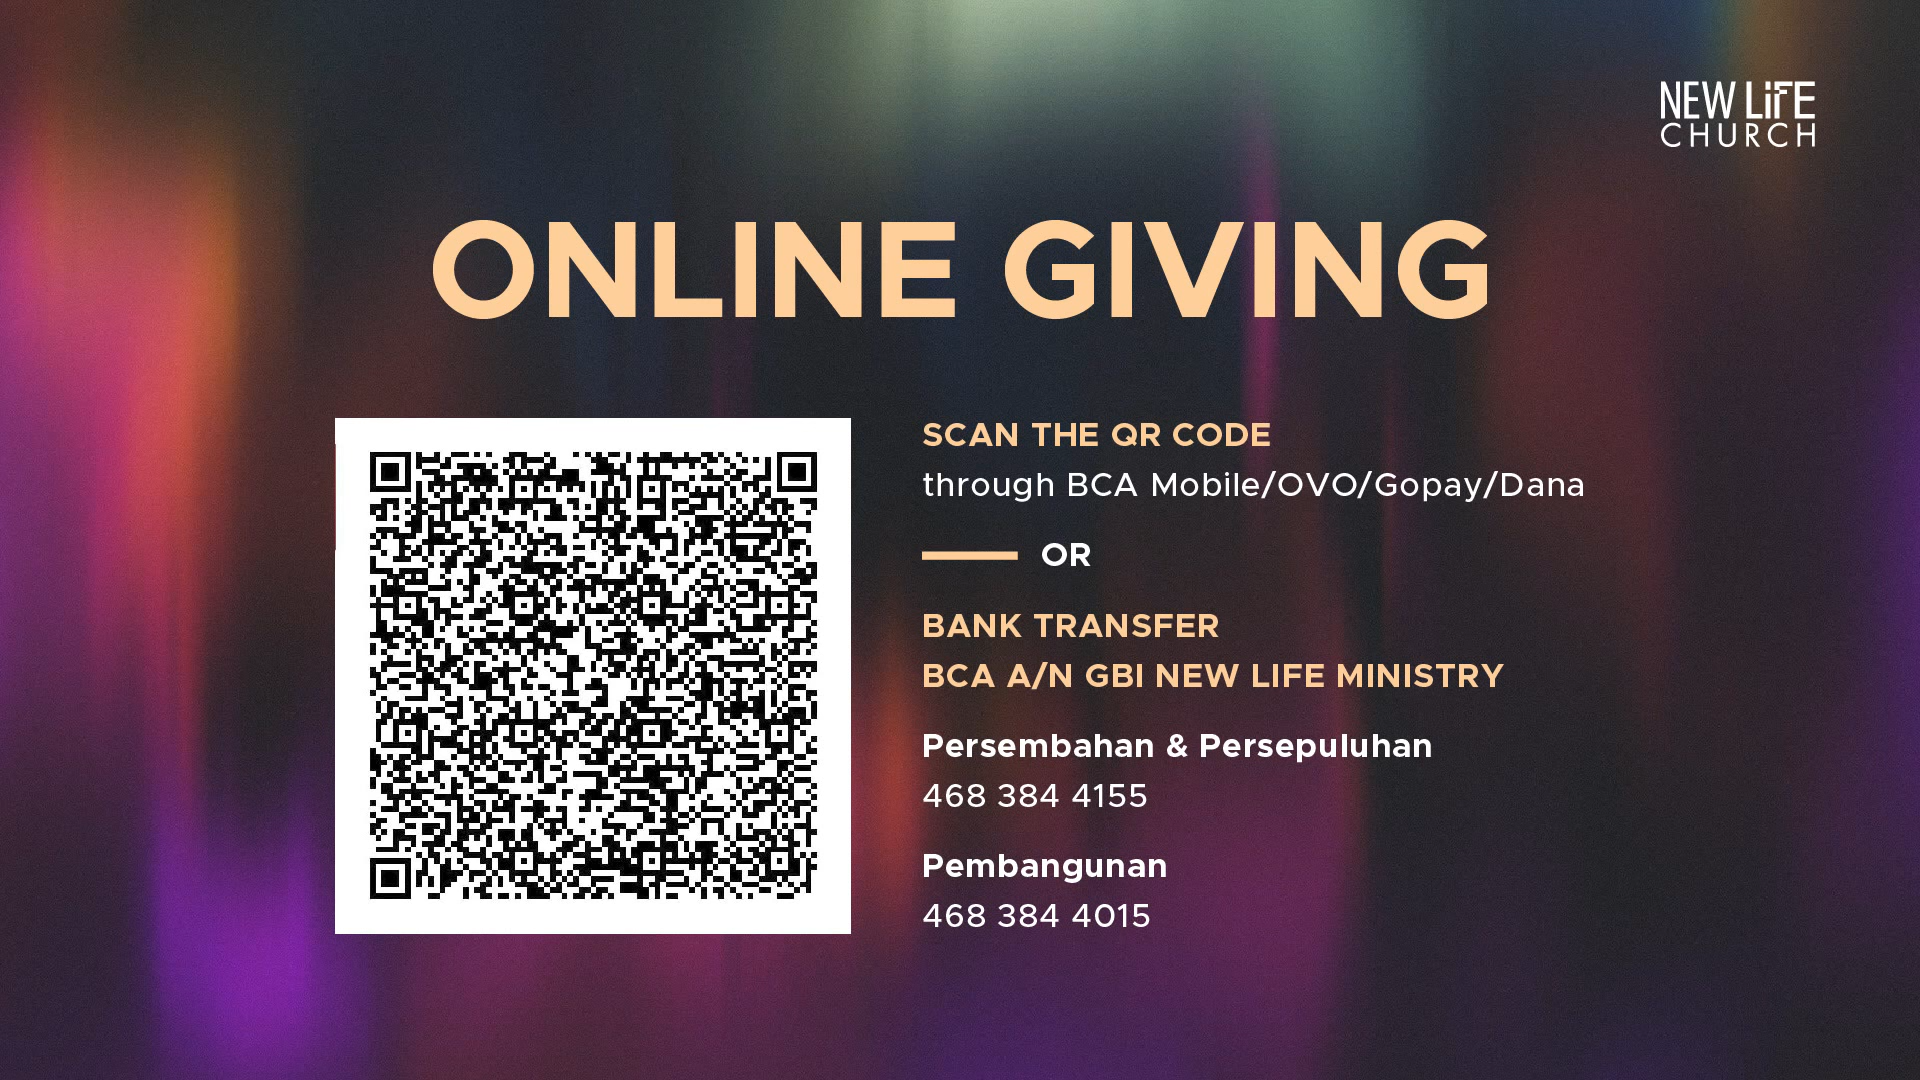 NEW LiFE
CHURCH
ONLINE GIVING
SCAN THE QR CODE
through BCA Mobile/OVO/Gopay/Dana
OR
BANK TRANSFER
BCA A/N GBI NEW LIFE MINISTRY
Persembahan & Persepuluhan
468 384 4155
Pembangunan
468 384 4015